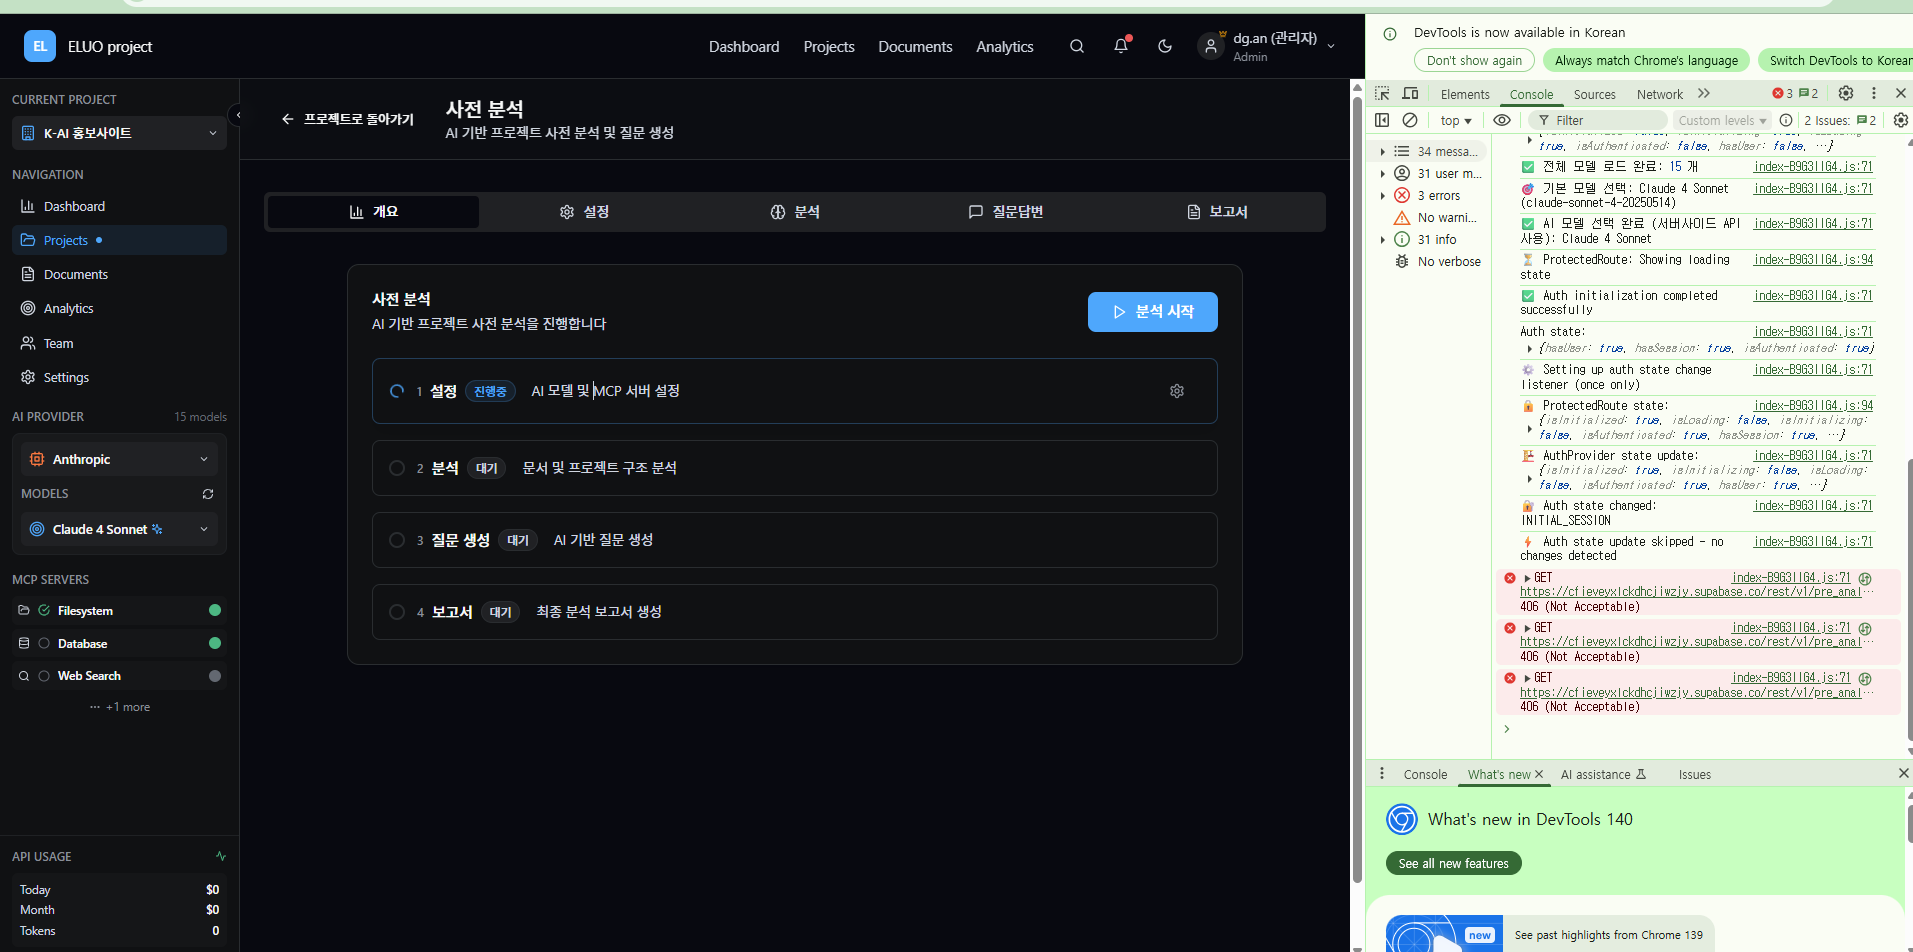 EL ELUO project
Dashboard Projects Documents Analytics
dg.an (관리자)
Admin
CURRENT PROJECT
K-AI 홍보사이트
NAVIGATION
Dashboard
Projects
Documents
Analytics
Team
Settings
AI PROVIDER 15 models
Anthropic
MODELS
Claude 4 Sonnet
MCP SERVERS
Filesystem
Database
Web Search
··· +1 more
API USAGE
Today $0
Month $0
Tokens 0
프로젝트로 돌아가기
사전 분석
AI 기반 프로젝트 사전 분석 및 질문 생성
개요 설정 분석 질문답변 보고서
사전 분석
AI 기반 프로젝트 사전 분석을 진행합니다
분석 시작
1 설정 진행중 AI 모델 및 MCP 서버 설정
2 분석 대기 문서 및 프로젝트 구조 분석
3 질문 생성 대기 AI 기반 질문 생성
4 보고서 대기 최종 분석 보고서 생성
DevTools is now available in Korean
Don't show again Always match Chrome's language Switch DevTools to Korean
Elements Console Sources Network 3 2
top Filter Custom levels 2 Issues: 2
34 messa...
31 user m...
3 errors
No warni...
31 info
No verbose
true, isAuthenticated: false, hasUser: false, …}
전체 모델 로드 완료: 15 개 index-B9G3IIG4.js:71
기본 모델 선택: Claude 4 Sonnet index-B9G3IIG4.js:71
(claude-sonnet-4-20250514)
AI 모델 선택 완료 (서버사이드 API index-B9G3IIG4.js:71
사용): Claude 4 Sonnet
ProtectedRoute: Showing loading index-B9G3IIG4.js:94
state
Auth initialization completed index-B9G3IIG4.js:71
successfully
Auth state: index-B9G3IIG4.js:71
{hasUser: true, hasSession: true, isAuthenticated: true}
Setting up auth state change index-B9G3IIG4.js:71
listener (once only)
ProtectedRoute state: index-B9G3IIG4.js:94
{isInitialized: true, isLoading: false, isInitializing:
false, isAuthenticated: true, hasSession: true, …}
AuthProvider state update: index-B9G3IIG4.js:71
{isInitialized: true, isInitializing: false, isLoading:
false, isAuthenticated: true, hasUser: true, …}
Auth state changed: index-B9G3IIG4.js:71
INITIAL_SESSION
Auth state update skipped - no index-B9G3IIG4.js:71
changes detected
GET index-B9G3IIG4.js:71
https://cfieveyxlckdhcjiwzjy.supabase.co/rest/v1/pre_anal…
406 (Not Acceptable)
GET index-B9G3IIG4.js:71
https://cfieveyxlckdhcjiwzjy.supabase.co/rest/v1/pre_anal…
406 (Not Acceptable)
GET index-B9G3IIG4.js:71
https://cfieveyxlckdhcjiwzjy.supabase.co/rest/v1/pre_anal…
406 (Not Acceptable)
Console What's new AI assistance Issues
What's new in DevTools 140
See all new features
new See past highlights from Chrome 139